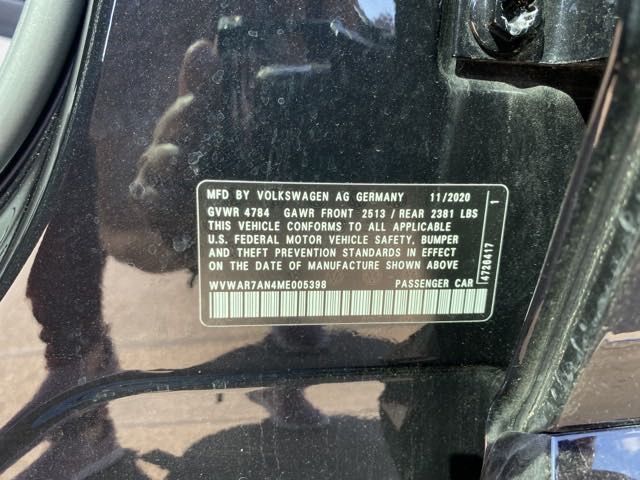 MFD BY VOLKSWAGEN AG GERMANY 11/2020
GVWR 4784 GAWR FRONT 2513 / REAR 2381 LBS
THIS VEHICLE CONFORMS TO ALL APPLICABLE
U.S. FEDERAL MOTOR VEHICLE SAFETY, BUMPER
AND THEFT PREVENTION STANDARDS IN EFFECT
ON THE DATE OF MANUFACTURE SHOWN ABOVE
WVWAR7AN4ME005398 PASSENGER CAR
4726417 1